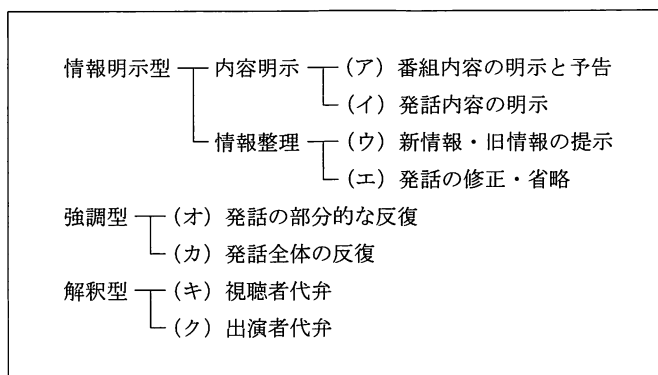 情報明示型 内容明示 (ア) 番組内容の明示と予告
(イ) 発話内容の明示
情報整理 (ウ) 新情報・旧情報の提示
(エ) 発話の修正・省略
強調型 (オ) 発話の部分的な反復
(カ) 発話全体の反復
解釈型 (キ) 視聴者代弁
(ク) 出演者代弁